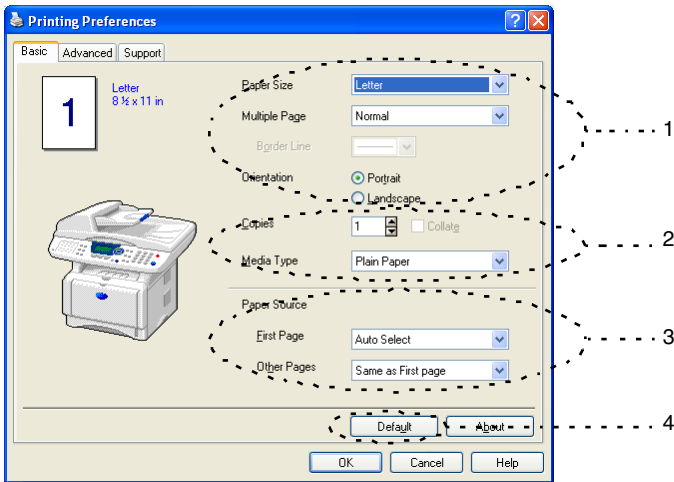 Printing Preferences
Basic Advanced Support
1
Letter
8 ½ x 11 in
Paper Size Letter
Multiple Page Normal
Border Line
Orientation Portrait
Landscape
1
Copies 1 Collate
Media Type Plain Paper
2
Paper Source
First Page Auto Select
Other Pages Same as First page
3
Default About
4
OK Cancel Help